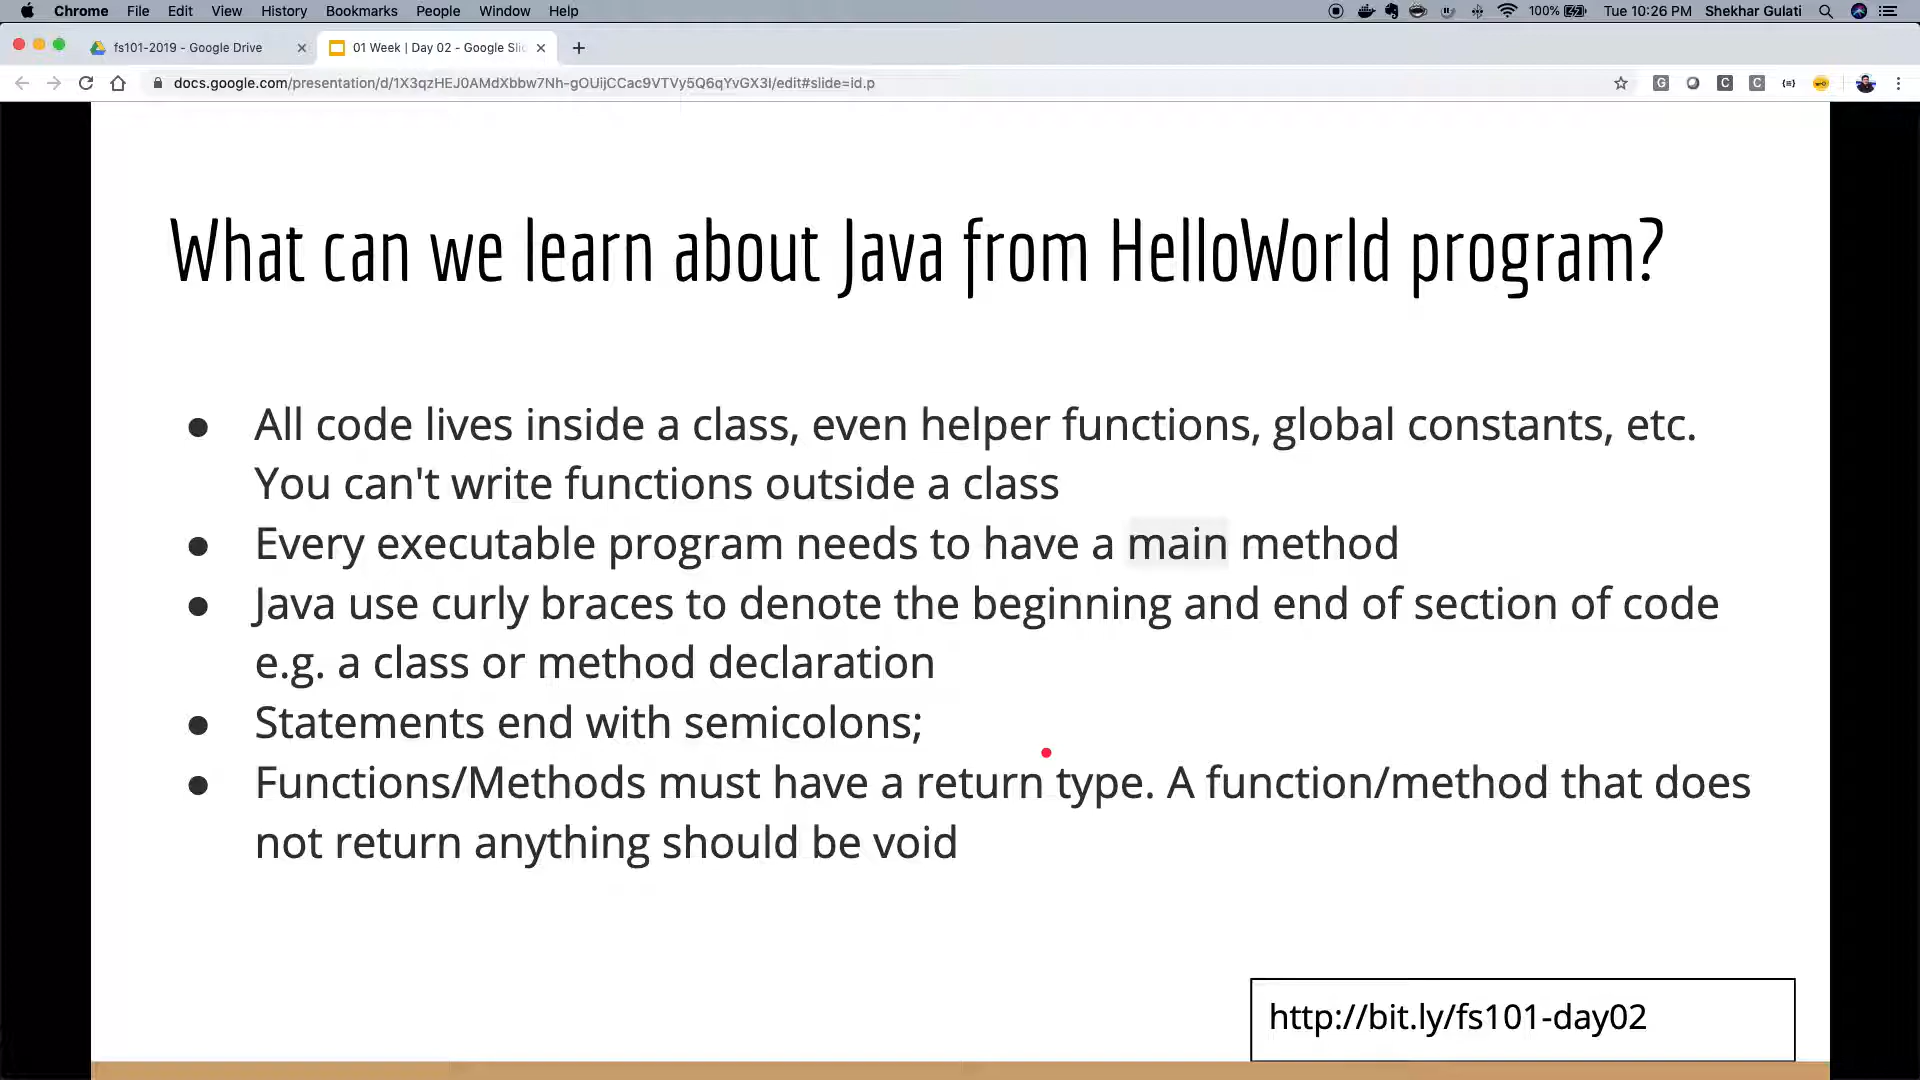 Chrome File Edit View History Bookmarks People Window Help 100% Tue 10:26 PM Shekhar Gulati
fs101-2019 - Google Drive 01 Week | Day 02 - Google Slid
docs.google.com/presentation/d/1X3qzHEJ0AMdXbbw7Nh-gOUijCCac9VTVy5Q6qYvGX3I/edit#slide=id.p
What can we learn about Java from HelloWorld program?
● All code lives inside a class, even helper functions, global constants, etc.
You can't write functions outside a class
● Every executable program needs to have a main method
● Java use curly braces to denote the beginning and end of section of code
e.g. a class or method declaration
● Statements end with semicolons;
● Functions/Methods must have a return type. A function/method that does
not return anything should be void
http://bit.ly/fs101-day02